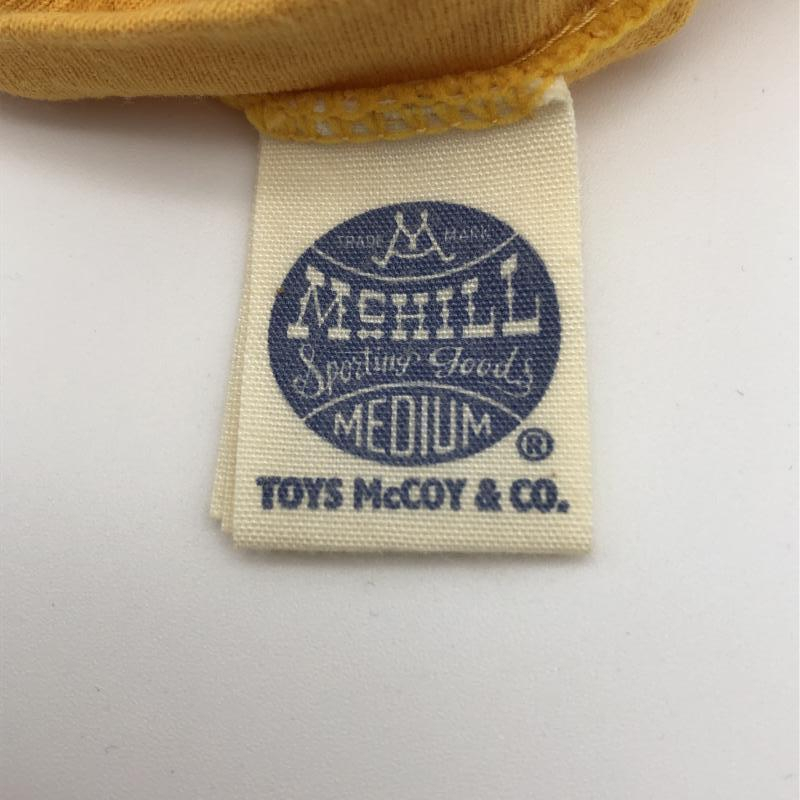 TRADE M MARK
McHILL
Sporting Goods
MEDIUM
®
TOYS McCOY & CO.